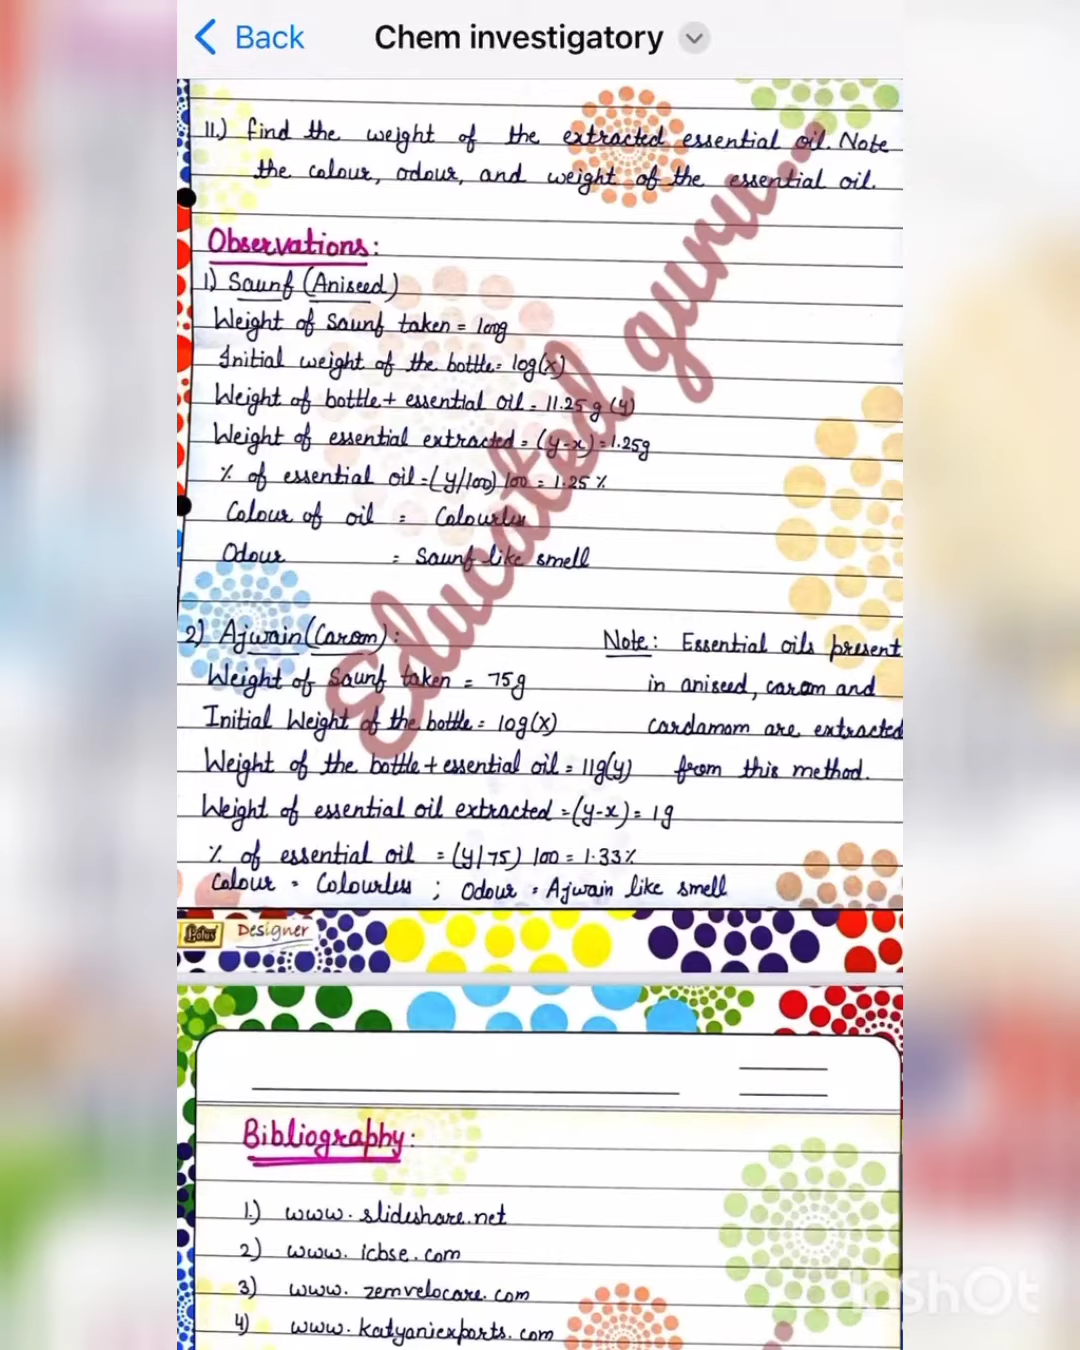 Back
Chem investigatory
11.) find the weight of the extracted essential oil. Note
the colour, odour, and weight of the essential oil.
Observations:
1) Saunf (Aniseed)
Weight of Saunf taken = 100g
Initial weight of the bottle = 10g(x)
Weight of bottle + essential oil = 11.25 g (y)
Weight of essential extracted = (y-x) = 1.25g
% of essential oil = (y/100) 100 = 1.25 %
Colour of oil = Colourless
Odour = Saunf like smell
2) Ajwain (Carom):
Weight of Saunf taken = 75g
Initial Weight of the bottle = 10g(x)
Weight of the bottle + essential oil = 11g(y)
Weight of essential oil extracted = (y-x) = 1g
% of essential oil = (y/75) 100 = 1.33%
Colour = Colourless ; Odour = Ajwain like smell
Note: Essential oils present
in aniseed, carom and
cardamom are extracted
from this method.
Educated guru...
Lotus Designer
Bibliography:
1.) www.slideshare.net
2) www.icbse.com
3) www.zemvelocare.com
4) www.katyaniexports.com
InShOt